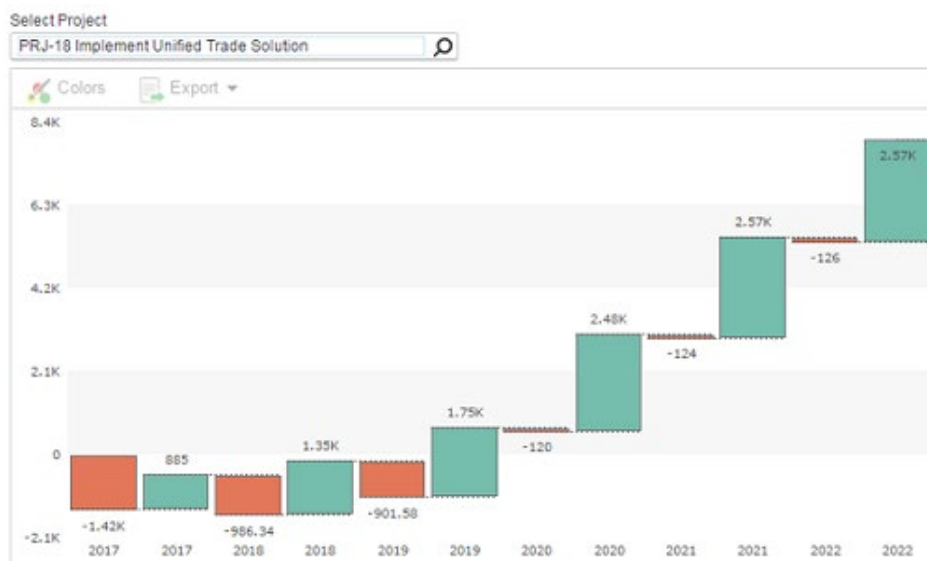 Select Project
PRJ-18 Implement Unified Trade Solution
Colors Export
8.4K
2.57K
6.3K
2.57K
-126
4.2K
2.48K
-124
2.1K
1.75K
-120
0
885
1.35K
-1.42K
-986.34
-901.58
-2.1K
2017 2017 2018 2018 2019 2019 2020 2020 2021 2021 2022 2022